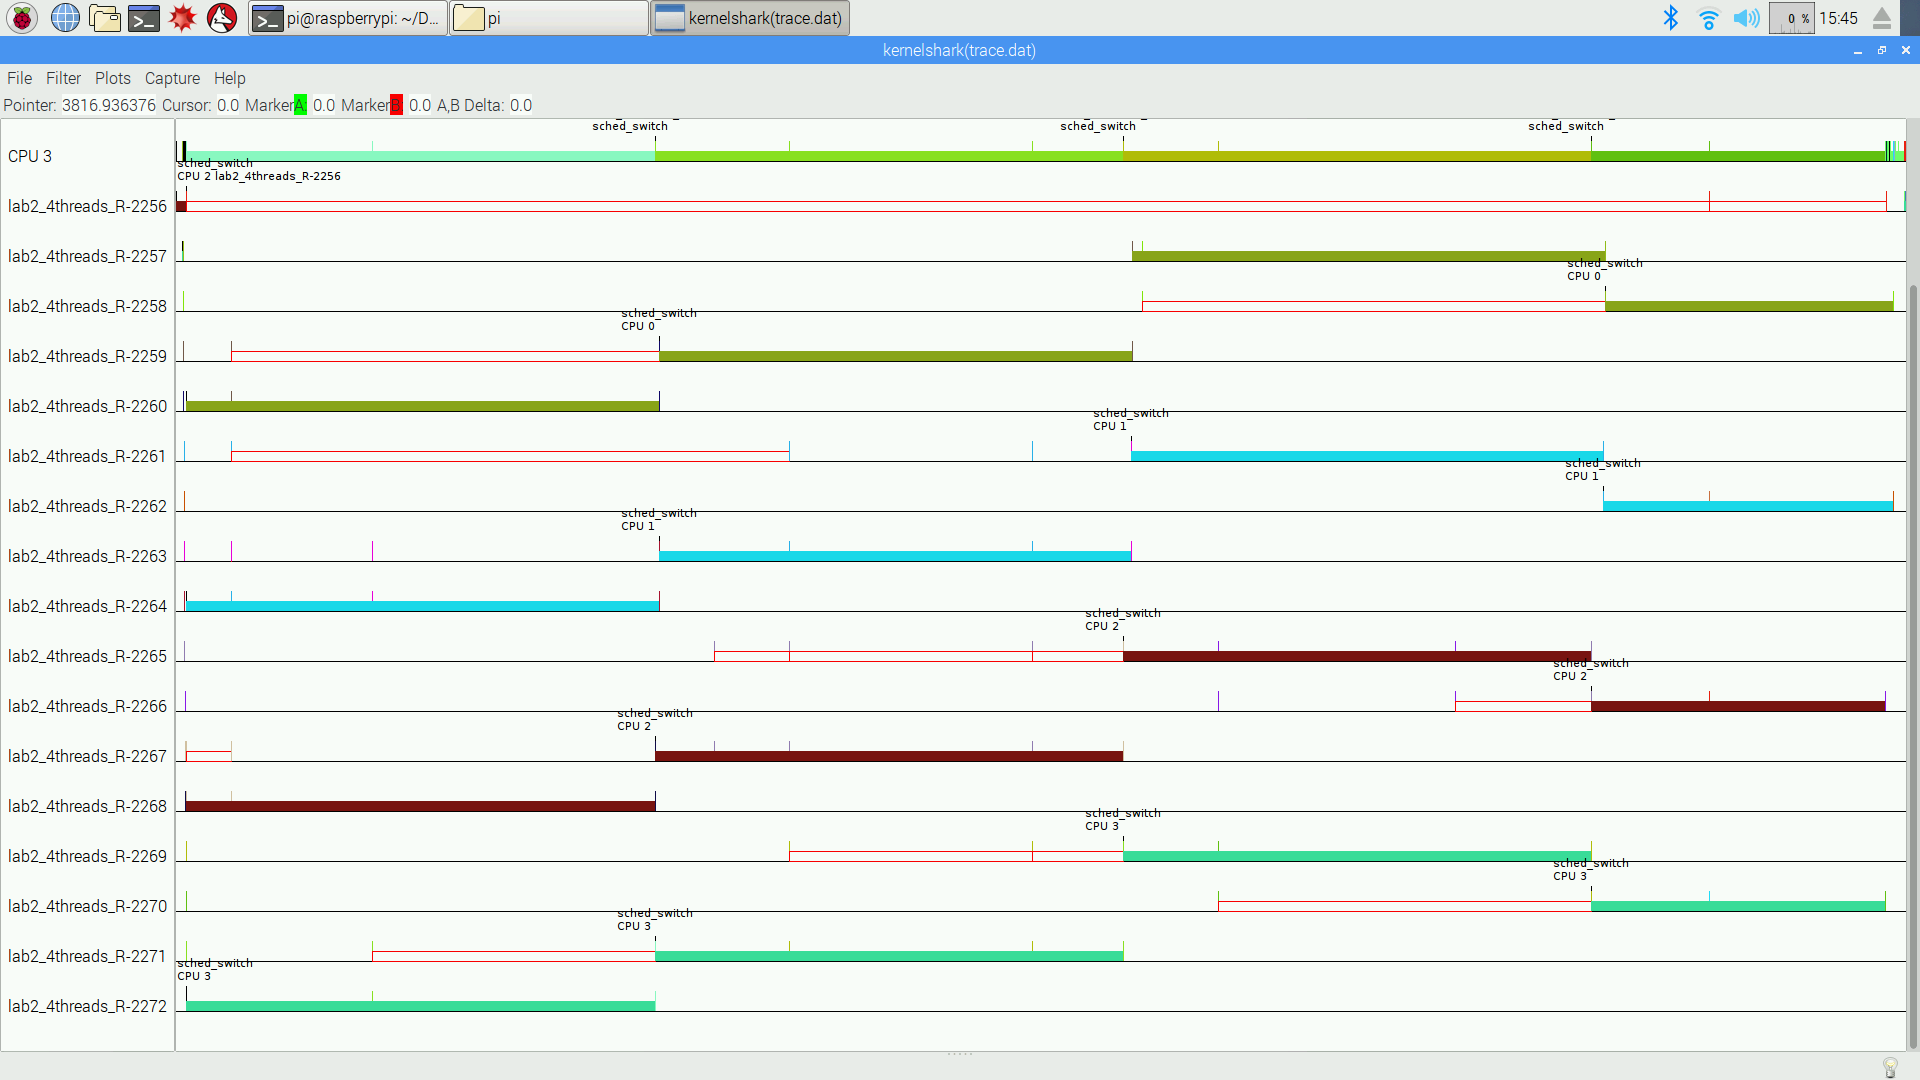 pi@raspberrypi: ~/D...
pi
kernelshark(trace.dat)
0 %
15:45
kernelshark(trace.dat)
File Filter Plots Capture Help
Pointer: 3816.936376 Cursor: 0.0 Marker A: 0.0 Marker B: 0.0 A,B Delta: 0.0
sched_switch
sched_switch
sched_switch
CPU 3
sched_switch
CPU 2 lab2_4threads_R-2256
lab2_4threads_R-2256
lab2_4threads_R-2257
sched_switch
CPU 0
lab2_4threads_R-2258
sched_switch
CPU 0
lab2_4threads_R-2259
lab2_4threads_R-2260
sched_switch
CPU 1
lab2_4threads_R-2261
sched_switch
CPU 1
lab2_4threads_R-2262
sched_switch
CPU 1
lab2_4threads_R-2263
lab2_4threads_R-2264
sched_switch
CPU 2
lab2_4threads_R-2265
sched_switch
CPU 2
lab2_4threads_R-2266
sched_switch
CPU 2
lab2_4threads_R-2267
lab2_4threads_R-2268
sched_switch
CPU 3
lab2_4threads_R-2269
sched_switch
CPU 3
lab2_4threads_R-2270
sched_switch
CPU 3
lab2_4threads_R-2271
sched_switch
CPU 3
lab2_4threads_R-2272